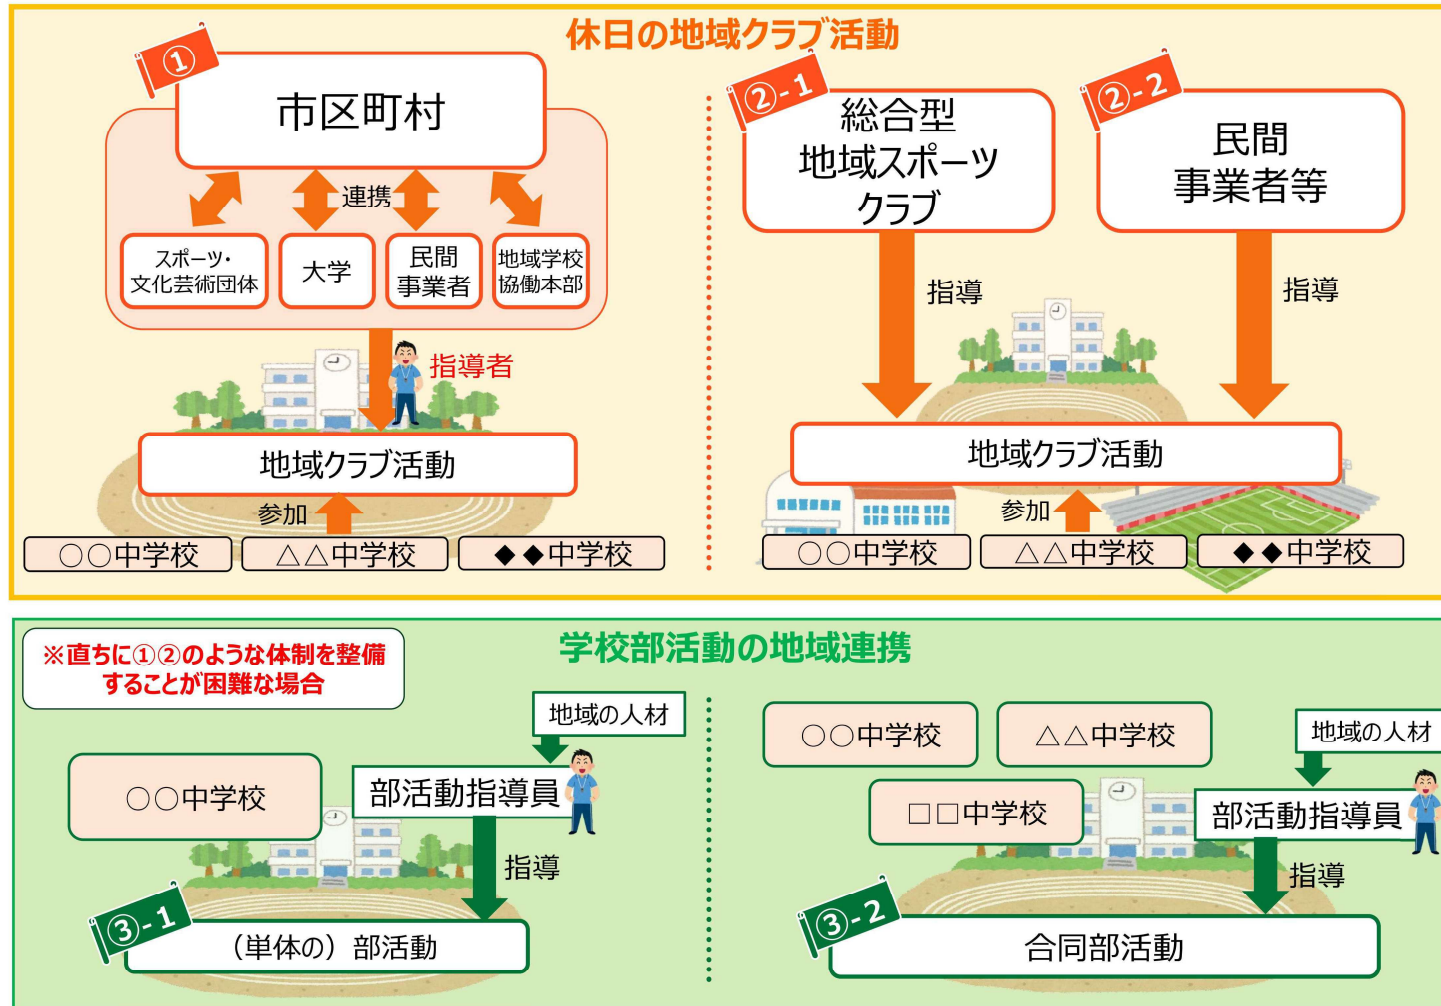 休日の地域クラブ活動
①
市区町村
連携
スポーツ・
文化芸術団体
大学
民間
事業者
地域学校
協働本部
指導者
地域クラブ活動
参加
○○中学校
△△中学校
◆◆中学校
②-1
総合型
地域スポーツ
クラブ
②-2
民間
事業者等
指導
指導
地域クラブ活動
参加
○○中学校
△△中学校
◆◆中学校
学校部活動の地域連携
※直ちに①②のような体制を整備
することが困難な場合
地域の人材
○○中学校
部活動指導員
指導
③-1
（単体の）部活動
○○中学校
△△中学校
地域の人材
□□中学校
部活動指導員
指導
③-2
合同部活動